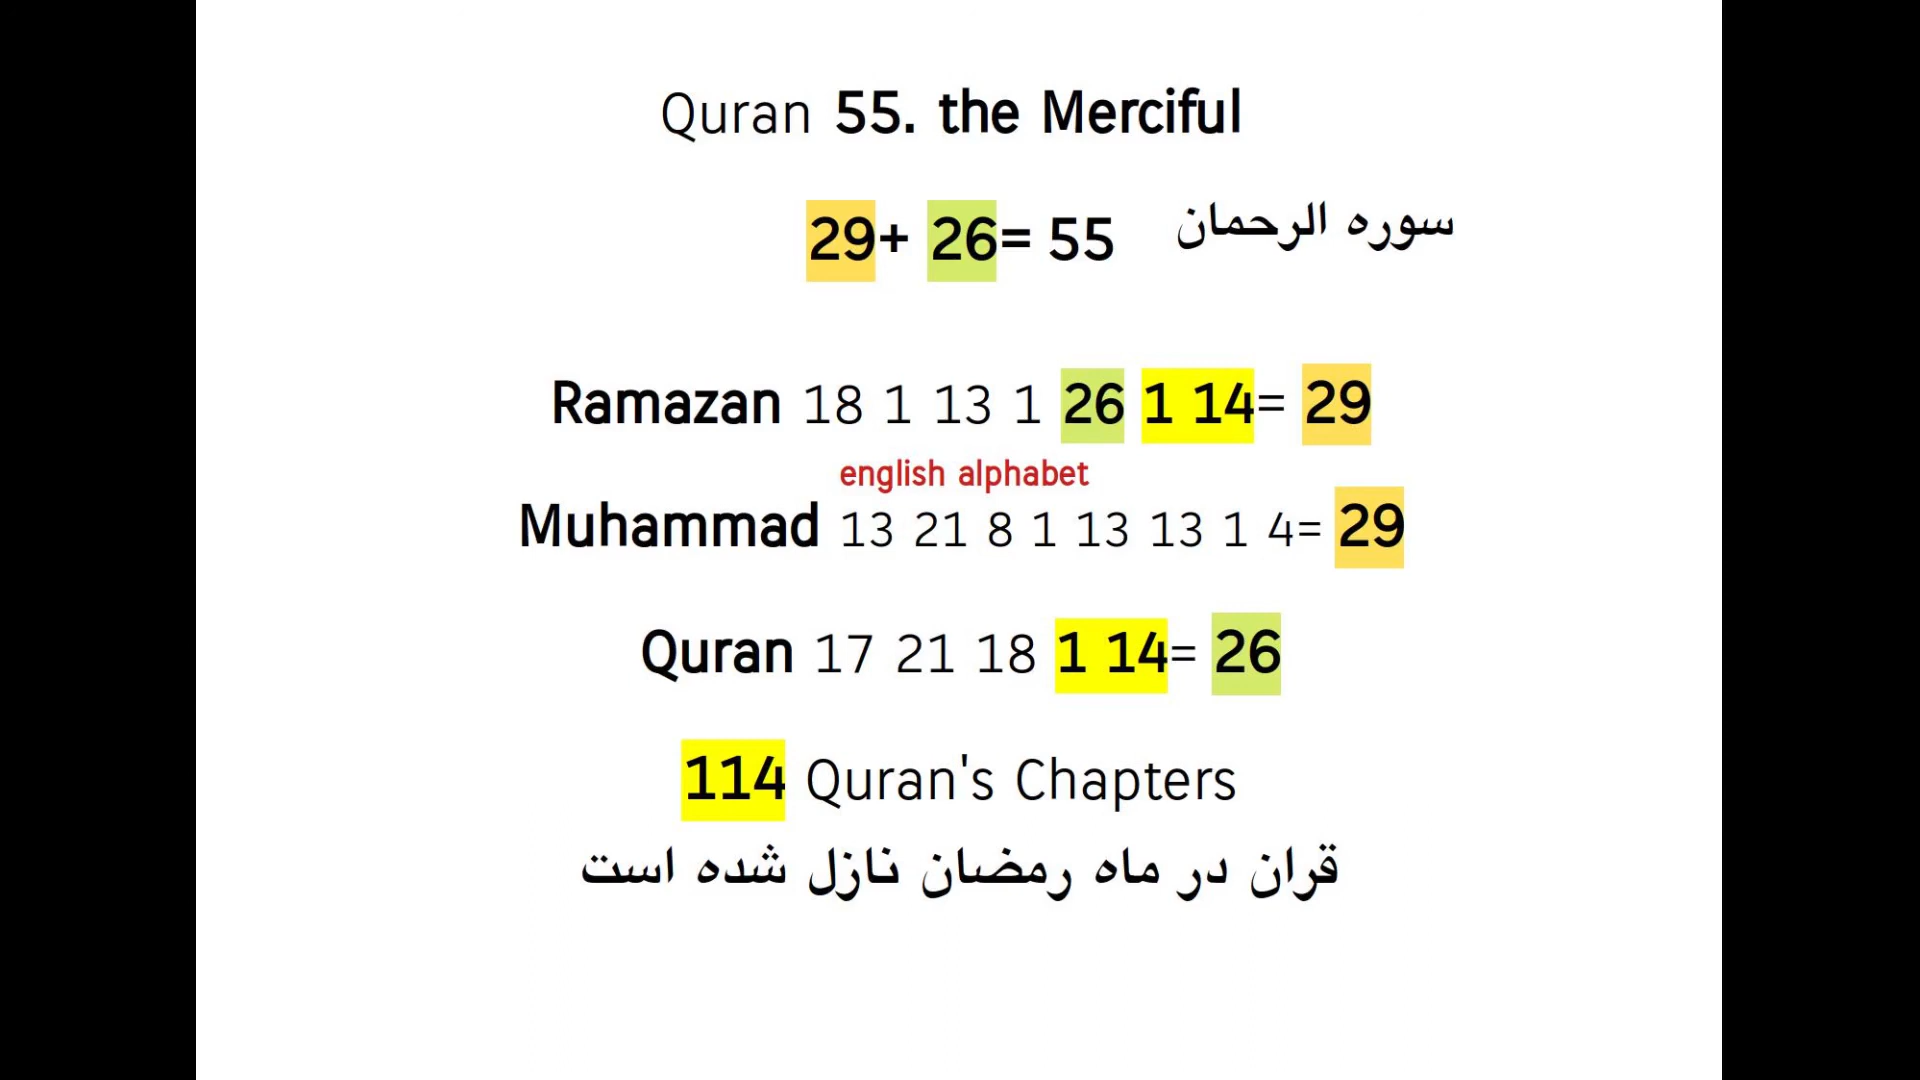 Quran 55. the Merciful
29+ 26= 55 سوره الرحمان
Ramazan 18 1 13 1 26 1 14= 29
english alphabet
Muhammad 13 21 8 1 13 13 1 4= 29
Quran 17 21 18 1 14= 26
114 Quran's Chapters
قران در ماه رمضان نازل شده است